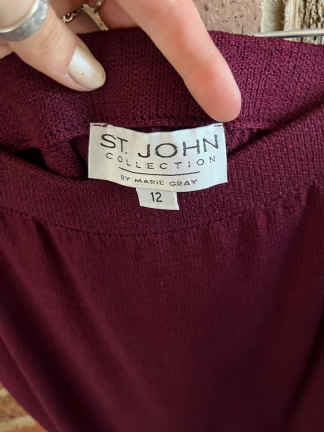 ST. JOHN
COLLECTION
BY MARIE GRAY
12